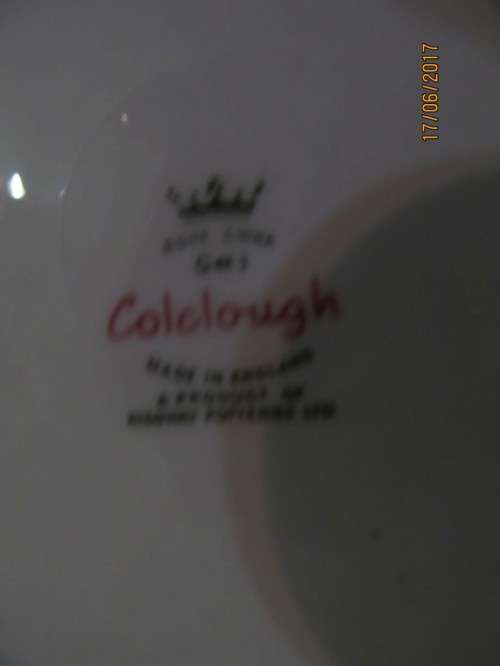 17/06/2017
BONE CHINA
Colclough
MADE IN ENGLAND
A PRODUCT OF
RIDGWAY POTTERIES LTD